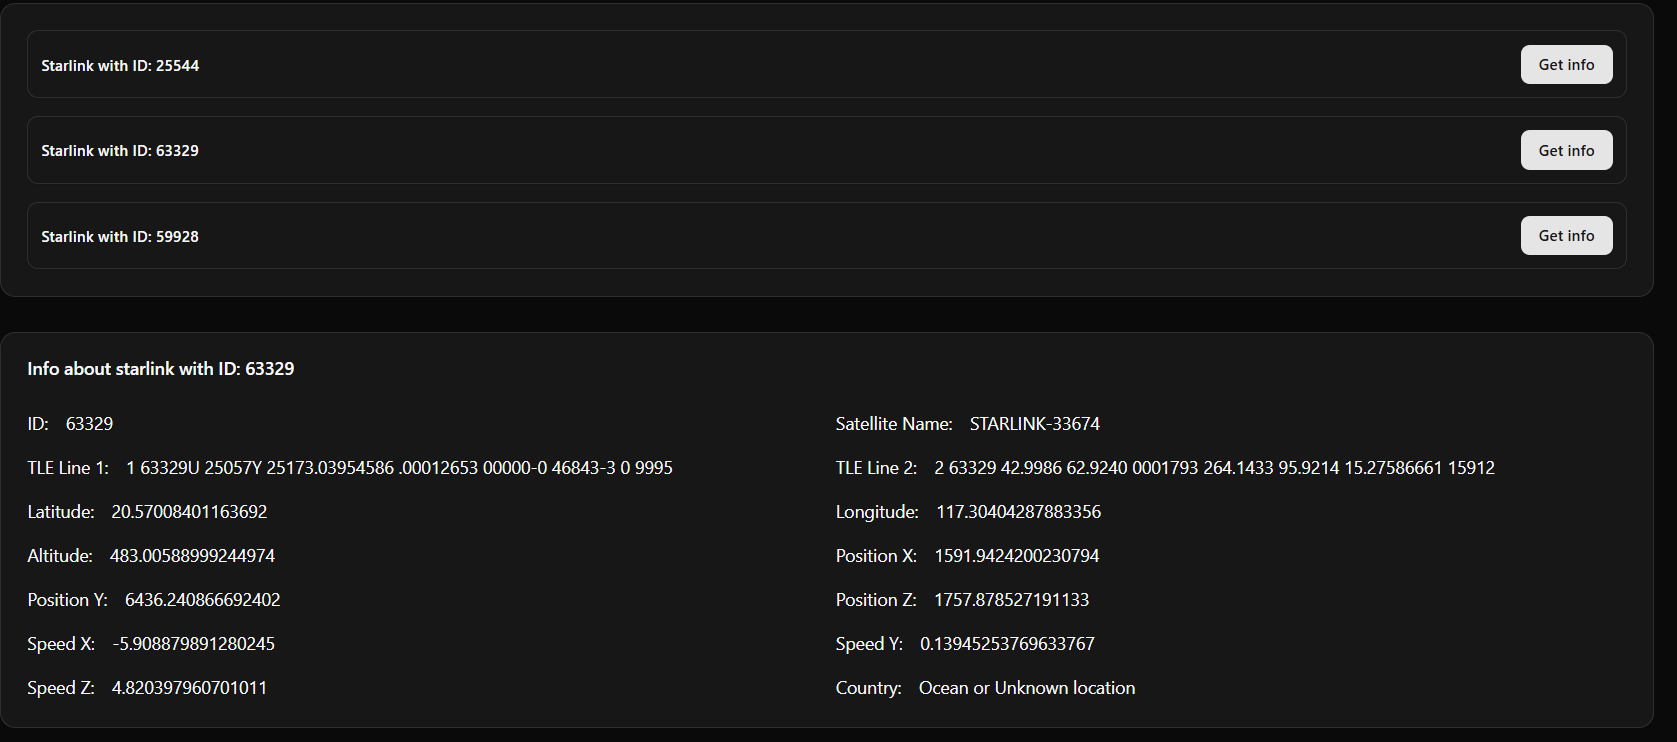 Starlink with ID: 25544
Get info
Starlink with ID: 63329
Get info
Starlink with ID: 59928
Get info
Info about starlink with ID: 63329
ID: 63329
Satellite Name: STARLINK-33674
TLE Line 1: 1 63329U 25057Y 25173.03954586 .00012653 00000-0 46843-3 0 9995
TLE Line 2: 2 63329 42.9986 62.9240 0001793 264.1433 95.9214 15.27586661 15912
Latitude: 20.57008401163692
Longitude: 117.30404287883356
Altitude: 483.00588999244974
Position X: 1591.9424200230794
Position Y: 6436.240866692402
Position Z: 1757.878527191133
Speed X: -5.908879891280245
Speed Y: 0.13945253769633767
Speed Z: 4.820397960701011
Country: Ocean or Unknown location